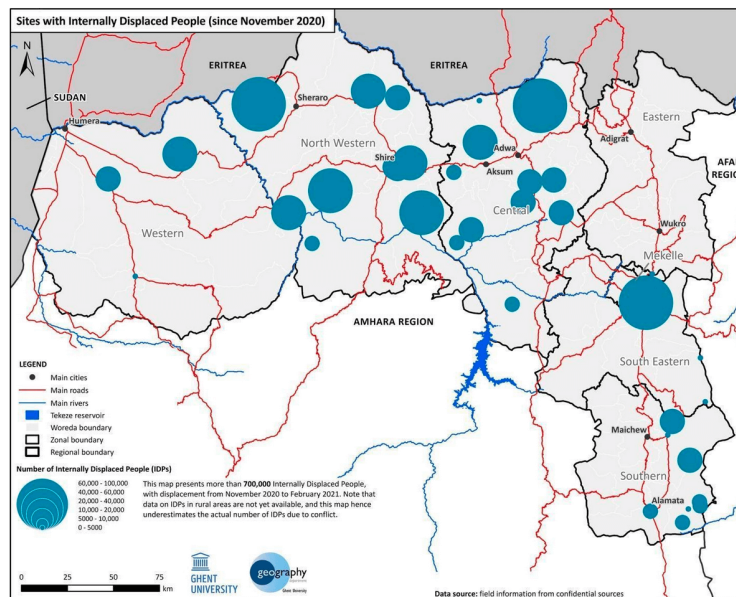 Sites with Internally Displaced People (since November 2020)
N
ERITREA
ERITREA
SUDAN
Humera
Sheraro
Eastern
Adigrat
North Western
Shire
Adwa
Aksum
AFAR
REGION
Central
Western
Wukro
Mekelle
AMHARA REGION
South Eastern
Maichew
Southern
Alamata
LEGEND
Main cities
Main roads
Main rivers
Tekeze reservoir
Woreda boundary
Zonal boundary
Regional boundary
Number of Internally Displaced People (IDPs)
60,000 - 100,000
40,000 - 60,000
20,000 - 40,000
10,000 - 20,000
5000 - 10,000
0 - 5000
This map presents more than 700,000 Internally Displaced People,
with displacement from November 2020 to February 2021. Note that
data on IDPs in rural areas are not yet available, and this map hence
underestimates the actual number of IDPs due to conflict.
0 25 50 75
km
GHENT
UNIVERSITY
geography
Ghent University
Data source: field information from confidential sources